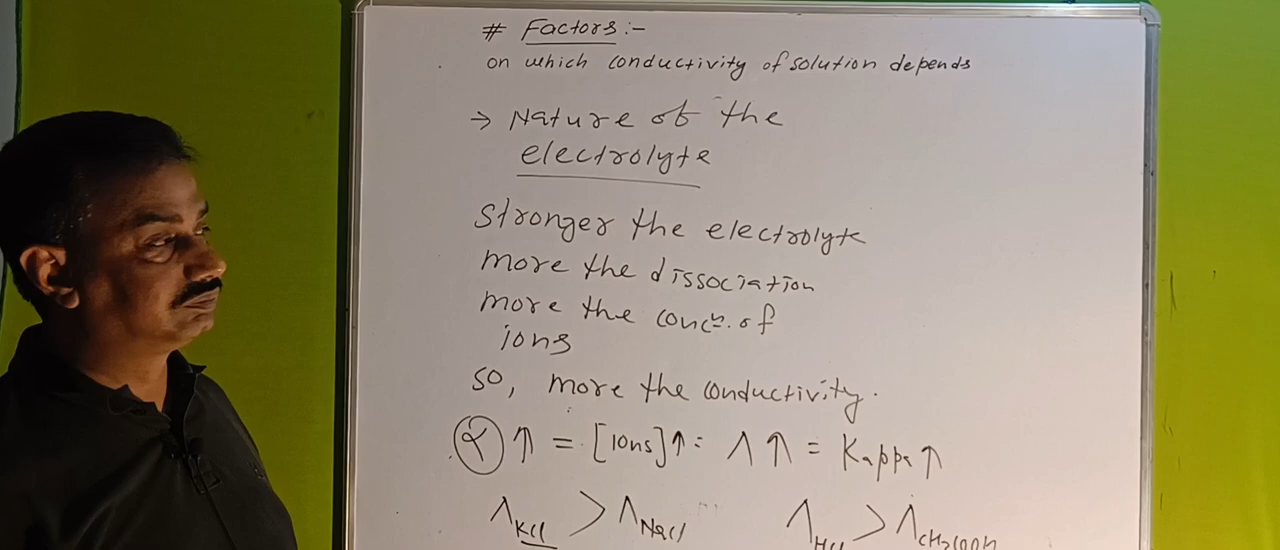 # Factors :-
on which conductivity of solution depends
→ Nature of the
electrolyte
Stronger the electrolyte
more the dissociation
more the concn. of
ions
so, more the conductivity.
α ↑ = [Ions] ↑ = Λ ↑ = Kappa ↑
Λ KCl > Λ NaCl Λ HCl > Λ CH3COOH